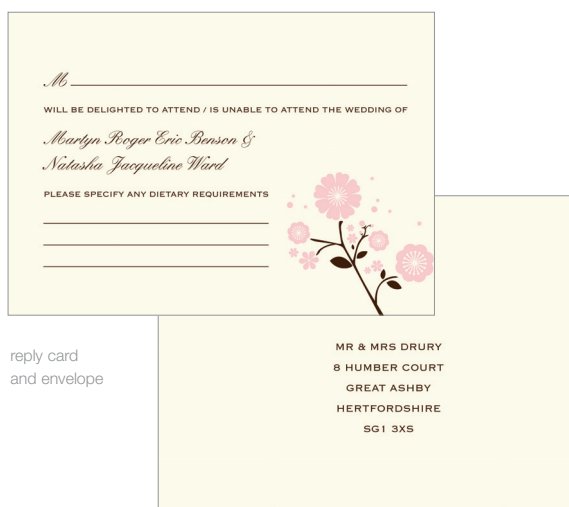 M
WILL BE DELIGHTED TO ATTEND / IS UNABLE TO ATTEND THE WEDDING OF
Martyn Roger Eric Benson &
Natasha Jacqueline Ward
PLEASE SPECIFY ANY DIETARY REQUIREMENTS
reply card
and envelope
MR & MRS DRURY
8 HUMBER COURT
GREAT ASHBY
HERTFORDSHIRE
SG1 3XS